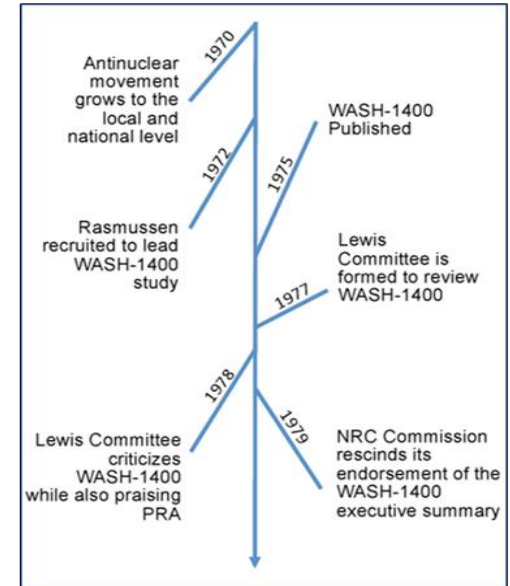 1970
Antinuclear
movement
grows to the
local and
national level
1972
Rasmussen
recruited to lead
WASH-1400
study
WASH-1400
Published
1975
Lewis
Committee is
formed to review
WASH-1400
1977
1978
Lewis Committee
criticizes
WASH-1400
while also praising
PRA
1979
NRC Commission
rescinds its
endorsement of the
WASH-1400
executive summary